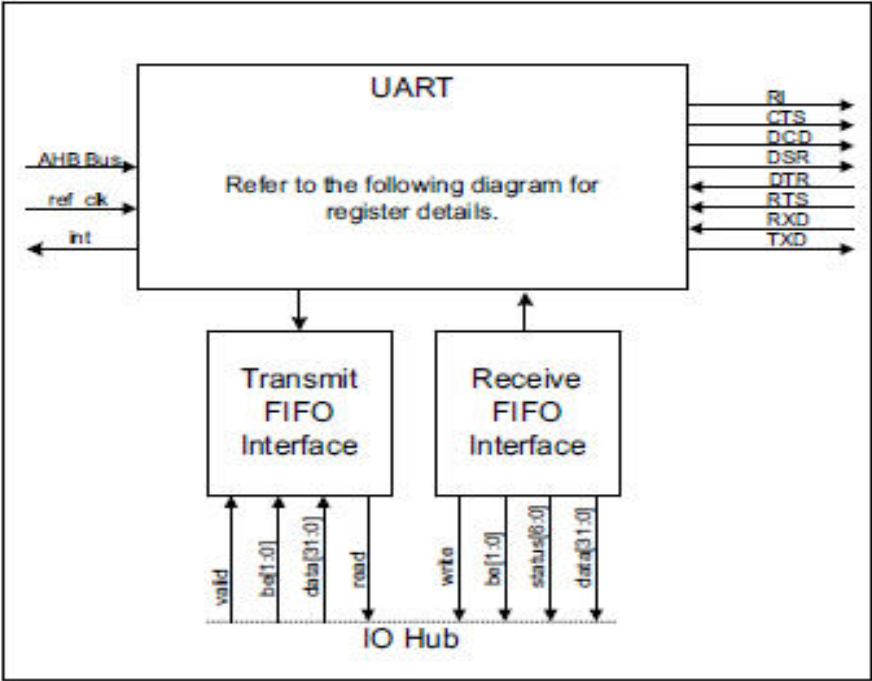 UART
Refer to the following diagram for
register details.
AHB Bus
ref clk
int
RI
CTS
DCD
DSR
DTR
RTS
RXD
TXD
Transmit
FIFO
Interface
Receive
FIFO
Interface
valid
be[1:0]
data[31:0]
read
write
be[1:0]
status[6:0]
data[31:0]
IO Hub